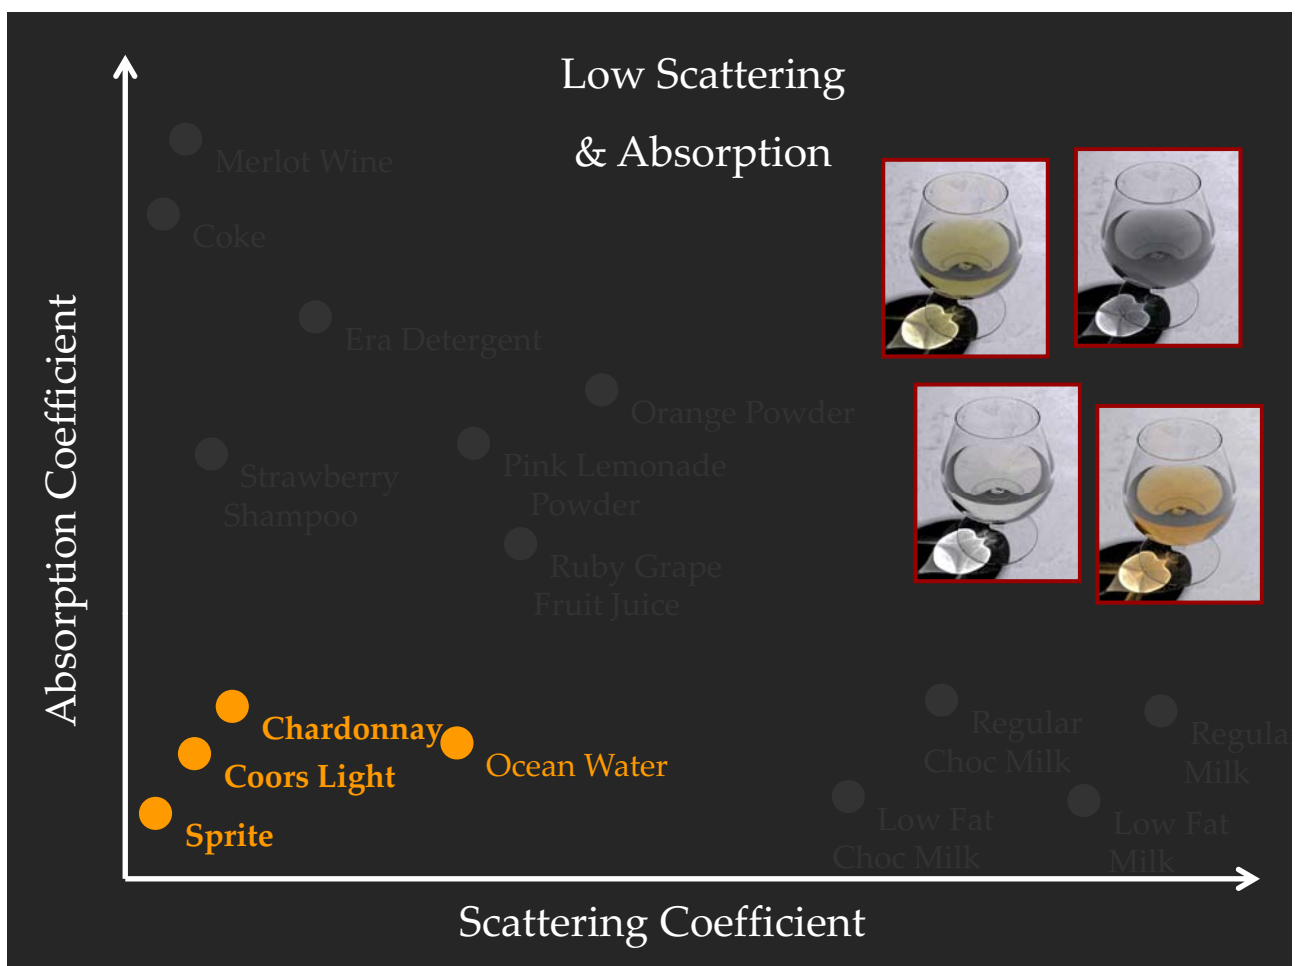 Low Scattering
& Absorption
Merlot Wine
Coke
Era Detergent
Orange Powder
Strawberry
Shampoo
Pink Lemonade
Powder
Ruby Grape
Fruit Juice
Absorption Coefficient
Chardonnay
Coors Light
Ocean Water
Sprite
Regular
Choc Milk
Regula
Milk
Low Fat
Choc Milk
Low Fat
Milk
Scattering Coefficient